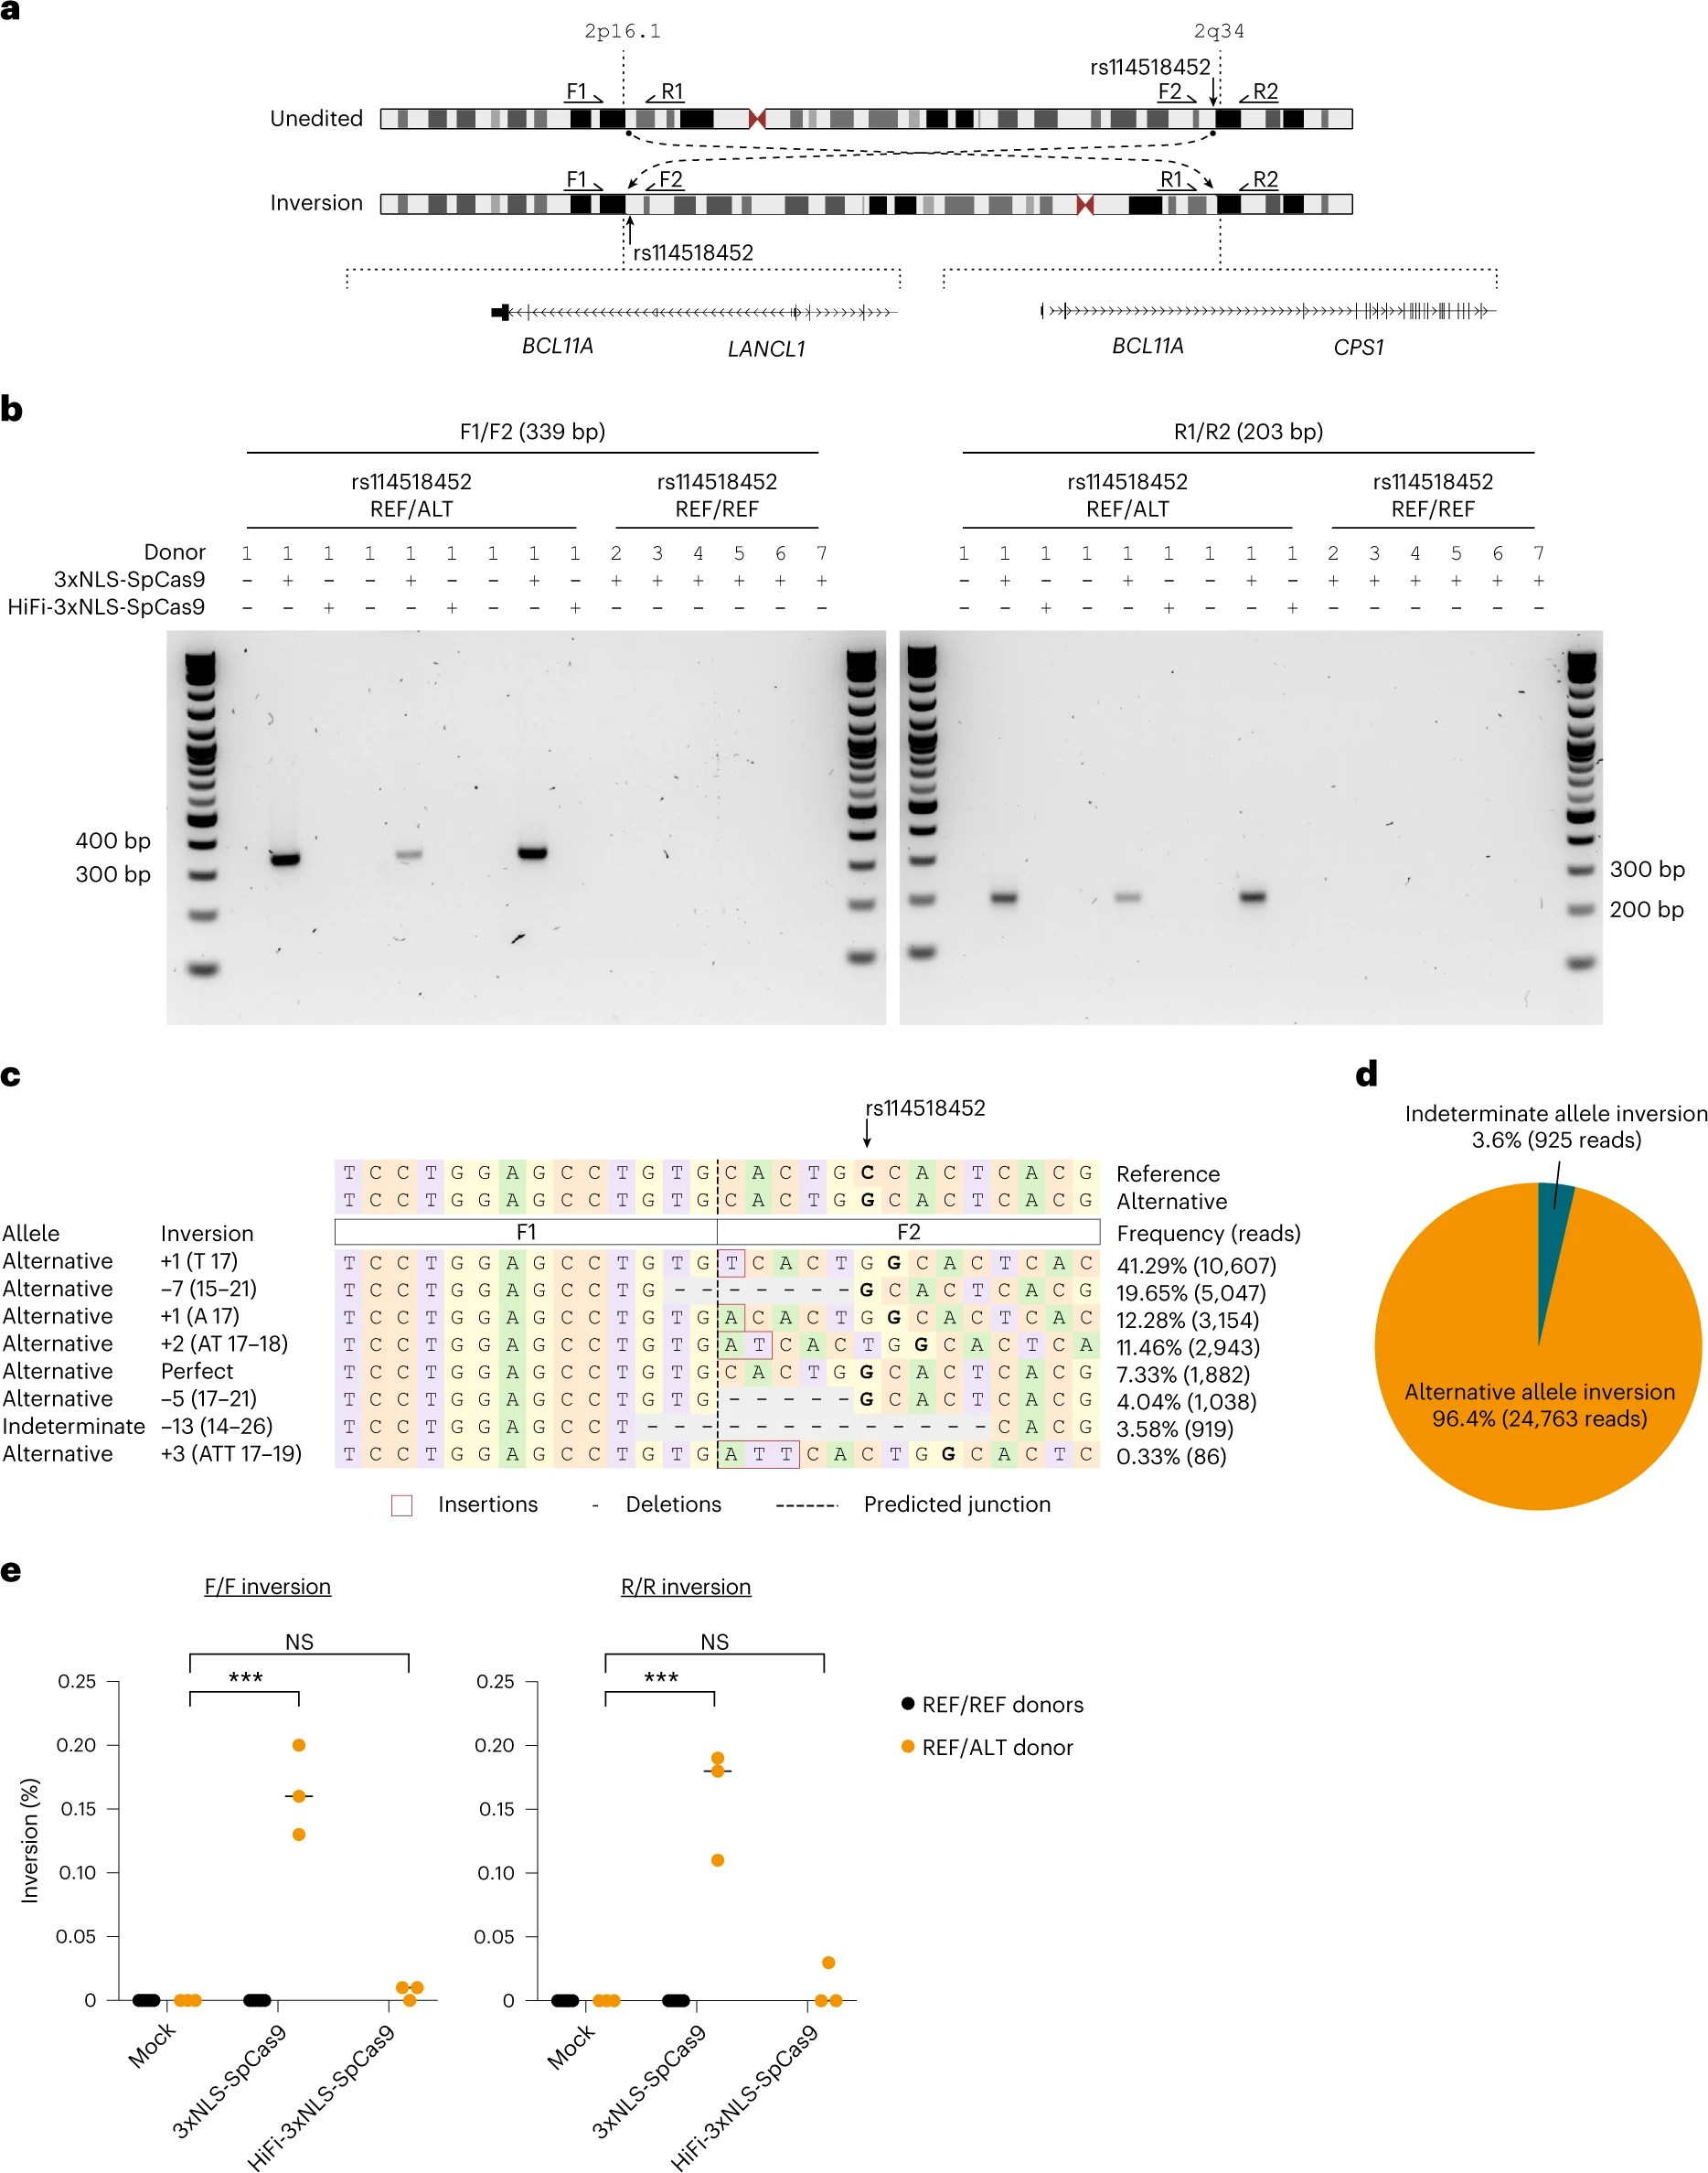 a
2p16.1
2q34
rs114518452
F1
R1
F2
R2
Unedited
F1
F2
R1
R2
Inversion
rs114518452
BCL11A
LANCL1
BCL11A
CPS1
b
F1/F2 (339 bp)
R1/R2 (203 bp)
rs114518452
REF/ALT
rs114518452
REF/REF
rs114518452
REF/ALT
rs114518452
REF/REF
Donor 1 1 1 1 1 1 1 1 1 2 3 4 5 6 7 1 1 1 1 1 1 1 1 1 2 3 4 5 6 7
3xNLS-SpCas9 – + – – + – – + – + + + + + + – + – – + – – + – + + + + + +
HiFi-3xNLS-SpCas9 – – + – – + – – + – – – – – – – – + – – + – – + – – – – – –
400 bp
300 bp
300 bp
200 bp
c
rs114518452
T C C T G G A G C C T G T G C A C T G C C A C T C A C G Reference
T C C T G G A G C C T G T G C A C T G G C A C T C A C G Alternative
Allele Inversion F1 F2 Frequency (reads)
Alternative +1 (T 17) T C C T G G A G C C T G T G T C A C T G G C A C T C A C 41.29% (10,607)
Alternative –7 (15–21) T C C T G G A G C C T G - - - - - - - G C A C T C A C G 19.65% (5,047)
Alternative +1 (A 17) T C C T G G A G C C T G T G A C A C T G G C A C T C A C 12.28% (3,154)
Alternative +2 (AT 17–18) T C C T G G A G C C T G T G A T C A C T G G C A C T C A 11.46% (2,943)
Alternative Perfect T C C T G G A G C C T G T G C A C T G G C A C T C A C G 7.33% (1,882)
Alternative –5 (17–21) T C C T G G A G C C T G T G - - - - - G C A C T C A C G 4.04% (1,038)
Indeterminate –13 (14–26) T C C T G G A G C C T - - - - - - - - - - - - - C A C G 3.58% (919)
Alternative +3 (ATT 17–19) T C C T G G A G C C T G T G A T T C A C T G G C A C T C 0.33% (86)
Insertions - Deletions Predicted junction
d
Indeterminate allele inversion
3.6% (925 reads)
Alternative allele inversion
96.4% (24,763 reads)
e
F/F inversion
R/R inversion
NS
NS
***
***
Inversion (%)
0.25
0.20
0.15
0.10
0.05
0
0.25
0.20
0.15
0.10
0.05
0
Mock
3xNLS-SpCas9
HiFi-3xNLS-SpCas9
Mock
3xNLS-SpCas9
HiFi-3xNLS-SpCas9
REF/REF donors
REF/ALT donor